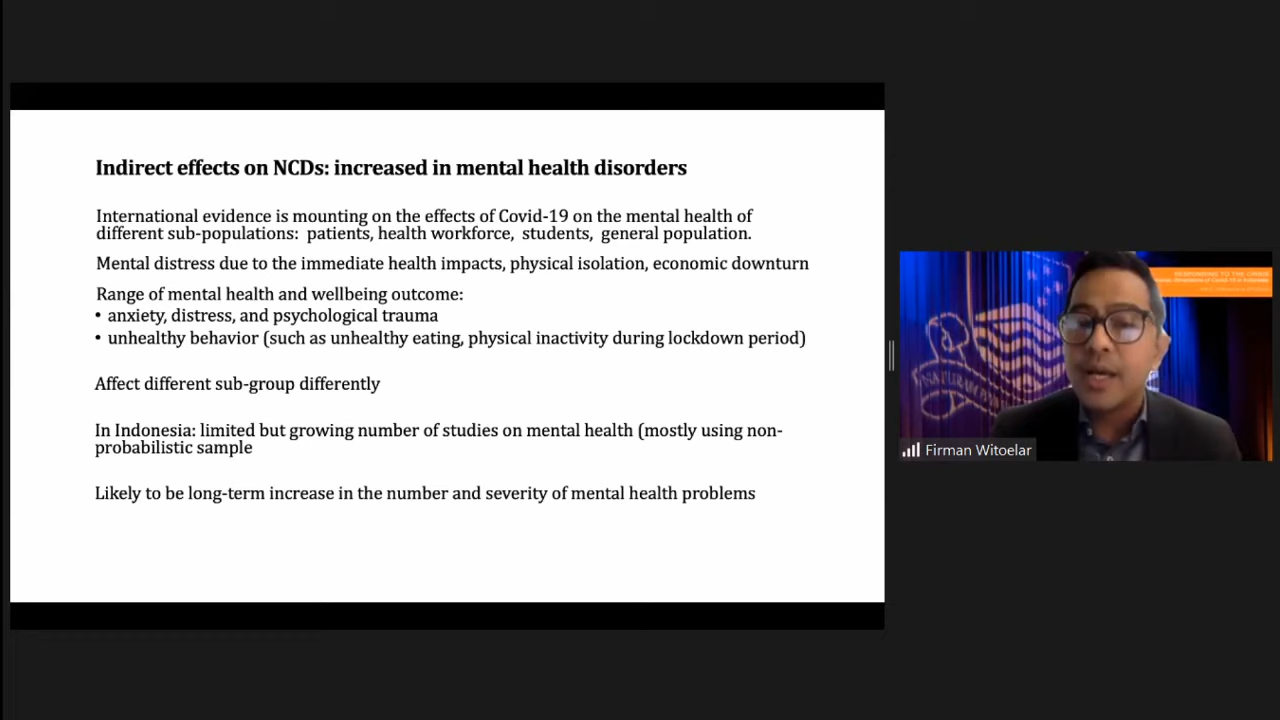 Indirect effects on NCDs: increased in mental health disorders
International evidence is mounting on the effects of Covid-19 on the mental health of
different sub-populations: patients, health workforce, students, general population.
Mental distress due to the immediate health impacts, physical isolation, economic downturn
Range of mental health and wellbeing outcome:
• anxiety, distress, and psychological trauma
• unhealthy behavior (such as unhealthy eating, physical inactivity during lockdown period)
Affect different sub-group differently
In Indonesia: limited but growing number of studies on mental health (mostly using non-
probabilistic sample
Likely to be long-term increase in the number and severity of mental health problems
RESPONDING TO THE
Firman Witoelar